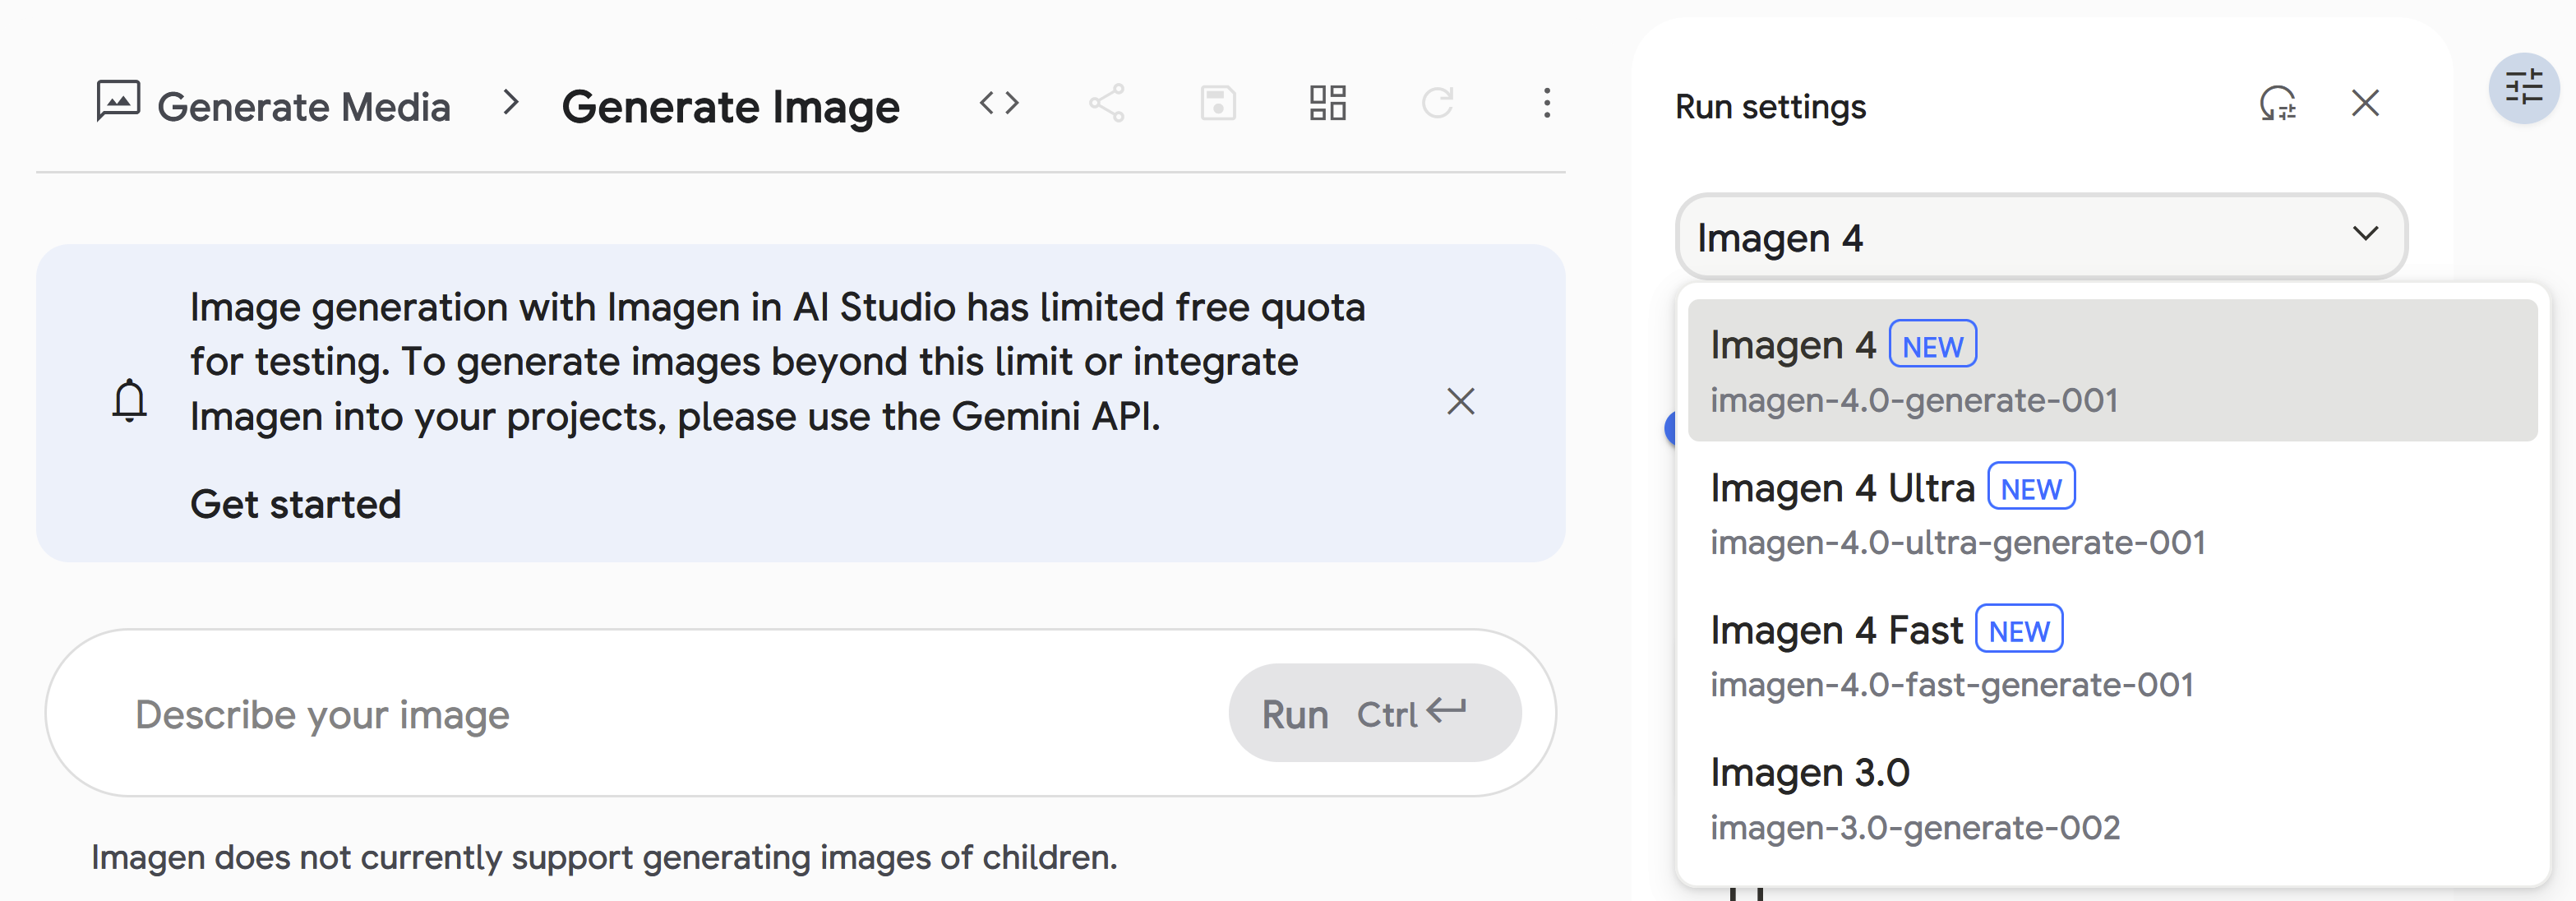 Generate Media > Generate Image
Image generation with Imagen in AI Studio has limited free quota
for testing. To generate images beyond this limit or integrate
Imagen into your projects, please use the Gemini API.
Get started
Describe your image
Run Ctrl
Imagen does not currently support generating images of children.
Run settings
Imagen 4
Imagen 4 NEW
imagen-4.0-generate-001
Imagen 4 Ultra NEW
imagen-4.0-ultra-generate-001
Imagen 4 Fast NEW
imagen-4.0-fast-generate-001
Imagen 3.0
imagen-3.0-generate-002